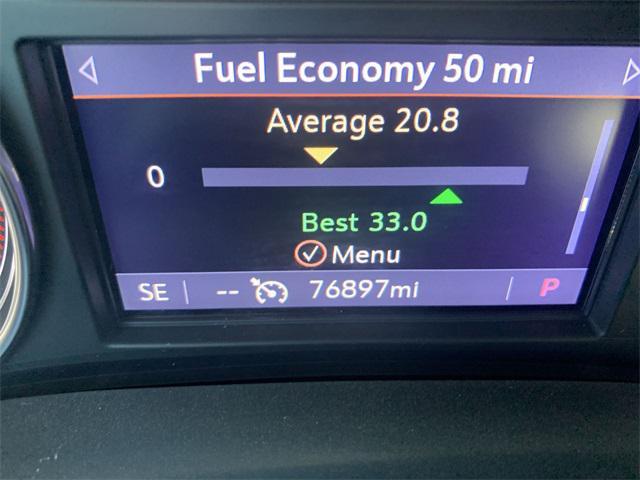 Fuel Economy 50 mi
Average 20.8
0
Best 33.0
Menu
SE -- 76897mi P